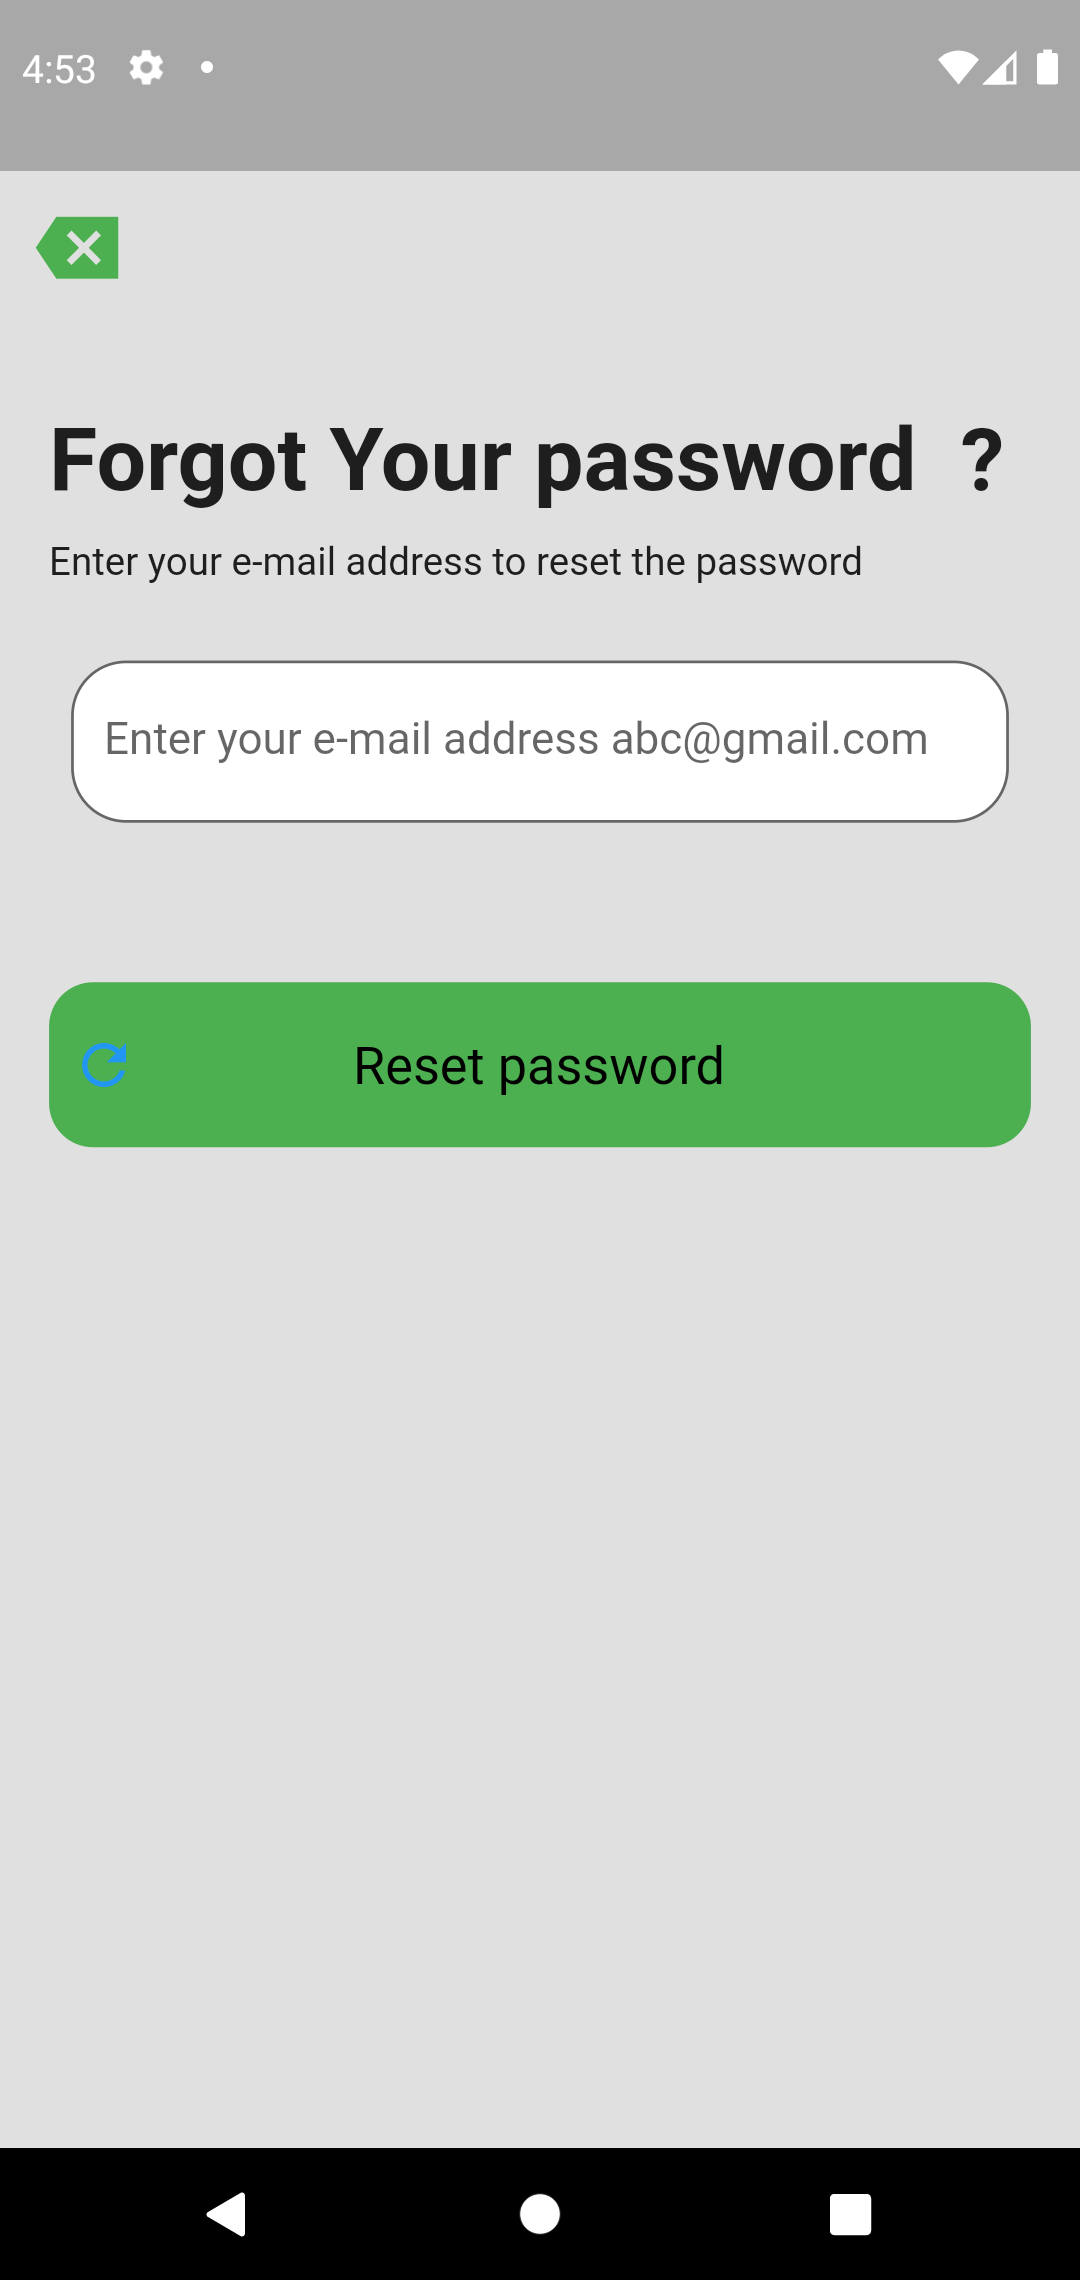 4:53
Forgot Your password  ?
Enter your e-mail address to reset the password
Enter your e-mail address abc@gmail.com
Reset password